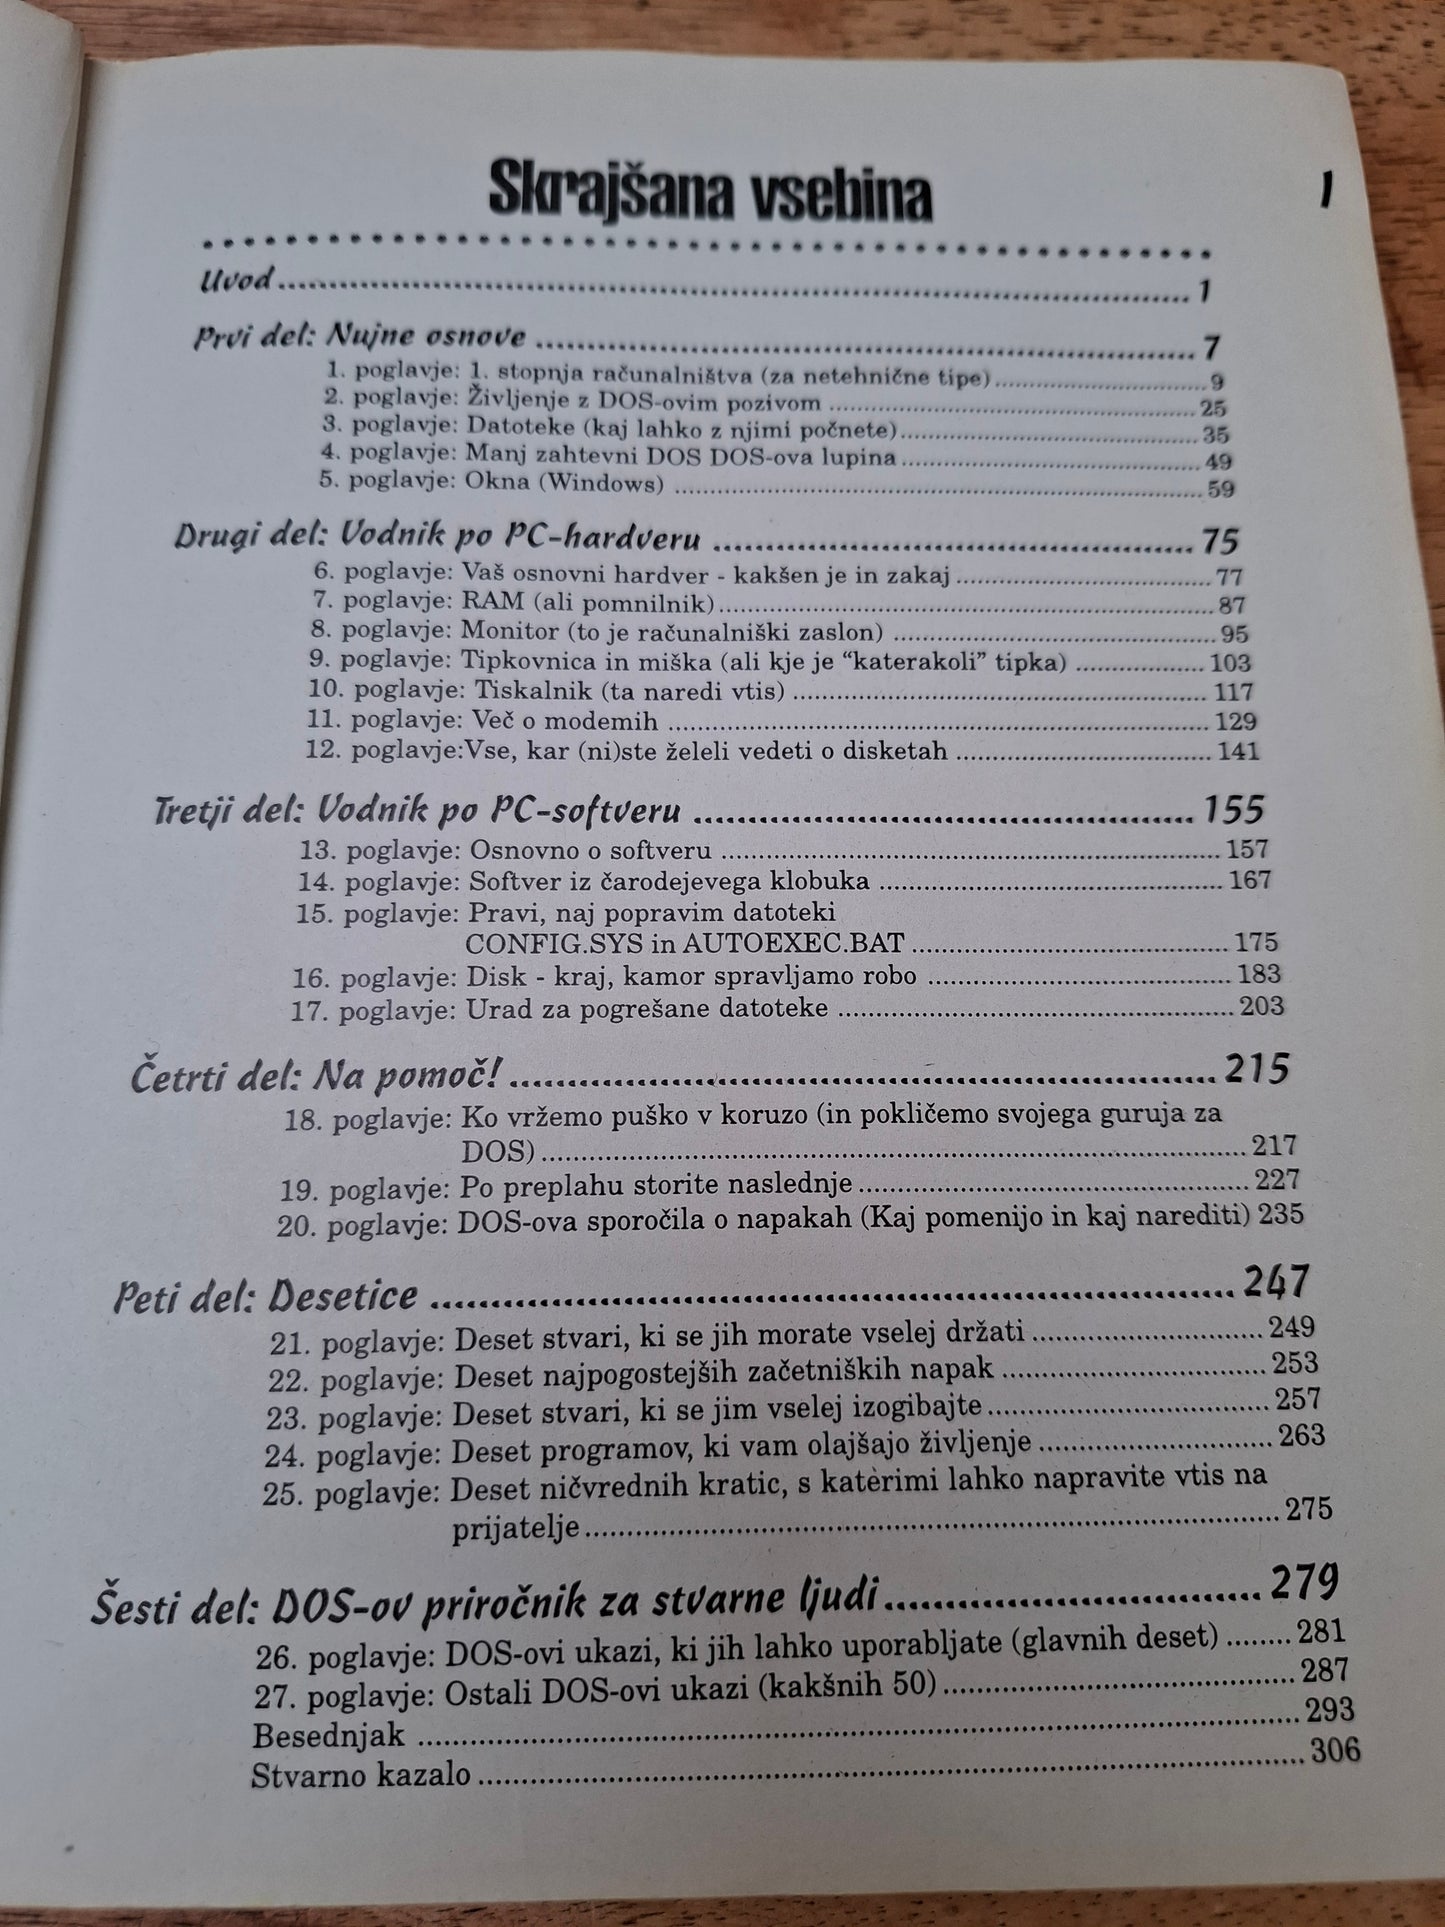 Skrajšana vsebina
I
Uvod ........ 1
Prvi del: Nujne osnove ........ 7
1. poglavje: 1. stopnja računalništva (za netehnične tipe) ........ 9
2. poglavje: Življenje z DOS-ovim pozivom ........ 25
3. poglavje: Datoteke (kaj lahko z njimi počnete) ........ 35
4. poglavje: Manj zahtevni DOS DOS-ova lupina ........ 49
5. poglavje: Okna (Windows) ........ 59
Drugi del: Vodnik po PC-hardveru ........ 75
6. poglavje: Vaš osnovni hardver - kakšen je in zakaj ........ 77
7. poglavje: RAM (ali pomnilnik) ........ 87
8. poglavje: Monitor (to je računalniški zaslon) ........ 95
9. poglavje: Tipkovnica in miška (ali kje je “katerakoli” tipka) ........ 103
10. poglavje: Tiskalnik (ta naredi vtis) ........ 117
11. poglavje: Več o modemih ........ 129
12. poglavje:Vse, kar (ni)ste želeli vedeti o disketah ........ 141
Tretji del: Vodnik po PC-softveru ........ 155
13. poglavje: Osnovno o softveru ........ 157
14. poglavje: Softver iz čarodejevega klobuka ........ 167
15. poglavje: Pravi, naj popravim datoteki
CONFIG.SYS in AUTOEXEC.BAT ........ 175
16. poglavje: Disk - kraj, kamor spravljamo robo ........ 183
17. poglavje: Urad za pogrešane datoteke ........ 203
Četrti del: Na pomoč! ........ 215
18. poglavje: Ko vržemo puško v koruzo (in pokličemo svojega guruja za
DOS) ........ 217
19. poglavje: Po preplahu storite naslednje ........ 227
20. poglavje: DOS-ova sporočila o napakah (Kaj pomenijo in kaj narediti) 235
Peti del: Desetice ........ 247
21. poglavje: Deset stvari, ki se jih morate vselej držati ........ 249
22. poglavje: Deset najpogostejših začetniških napak ........ 253
23. poglavje: Deset stvari, ki se jim vselej izogibajte ........ 257
24. poglavje: Deset programov, ki vam olajšajo življenje ........ 263
25. poglavje: Deset ničvrednih kratic, s katerimi lahko napravite vtis na
prijatelje ........ 275
Šesti del: DOS-ov priročnik za stvarne ljudi ........ 279
26. poglavje: DOS-ovi ukazi, ki jih lahko uporabljate (glavnih deset) ........ 281
27. poglavje: Ostali DOS-ovi ukazi (kakšnih 50) ........ 287
Besednjak ........ 293
Stvarno kazalo ........ 306